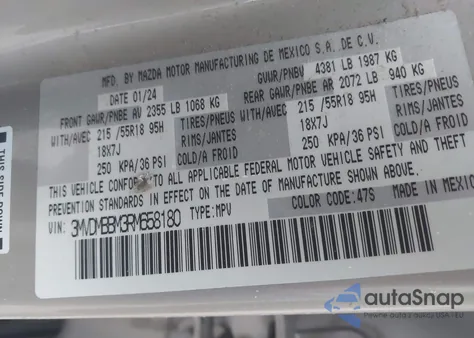 MFD. BY MAZDA MOTOR MANUFACTURING DE MEXICO S.A. DE C.V.
DATE 01/24 GVWR/PNBV 4381 LB 1987 KG
FRONT GAWR/PNBE AV 2355 LB 1068 KG REAR GAWR/PNBE AR 2072 LB 940 KG
WITH/AVEC 215 /55R18 95H TIRES/PNEUS WITH/AVEC 215 /55R18 95H TIRES/PNEUS
18X7J RIMS/JANTES 18X7J RIMS/JANTES
250 KPA/36 PSI COLD/A FROID 250 KPA/36 PSI COLD/A FROID
THIS VEHICLE CONFORMS TO ALL APPLICABLE FEDERAL MOTOR VEHICLE SAFETY AND THEFT
PREVENTION STANDARDS IN EFFECT ON THE DATE OF MANUFACTURE SHOWN ABOVE.
VIN: 3MVDMBBM3RM658180 TYPE: MPV COLOR CODE: 47S MADE IN MEXICO
THIS SIDE DOWN
autoSnap